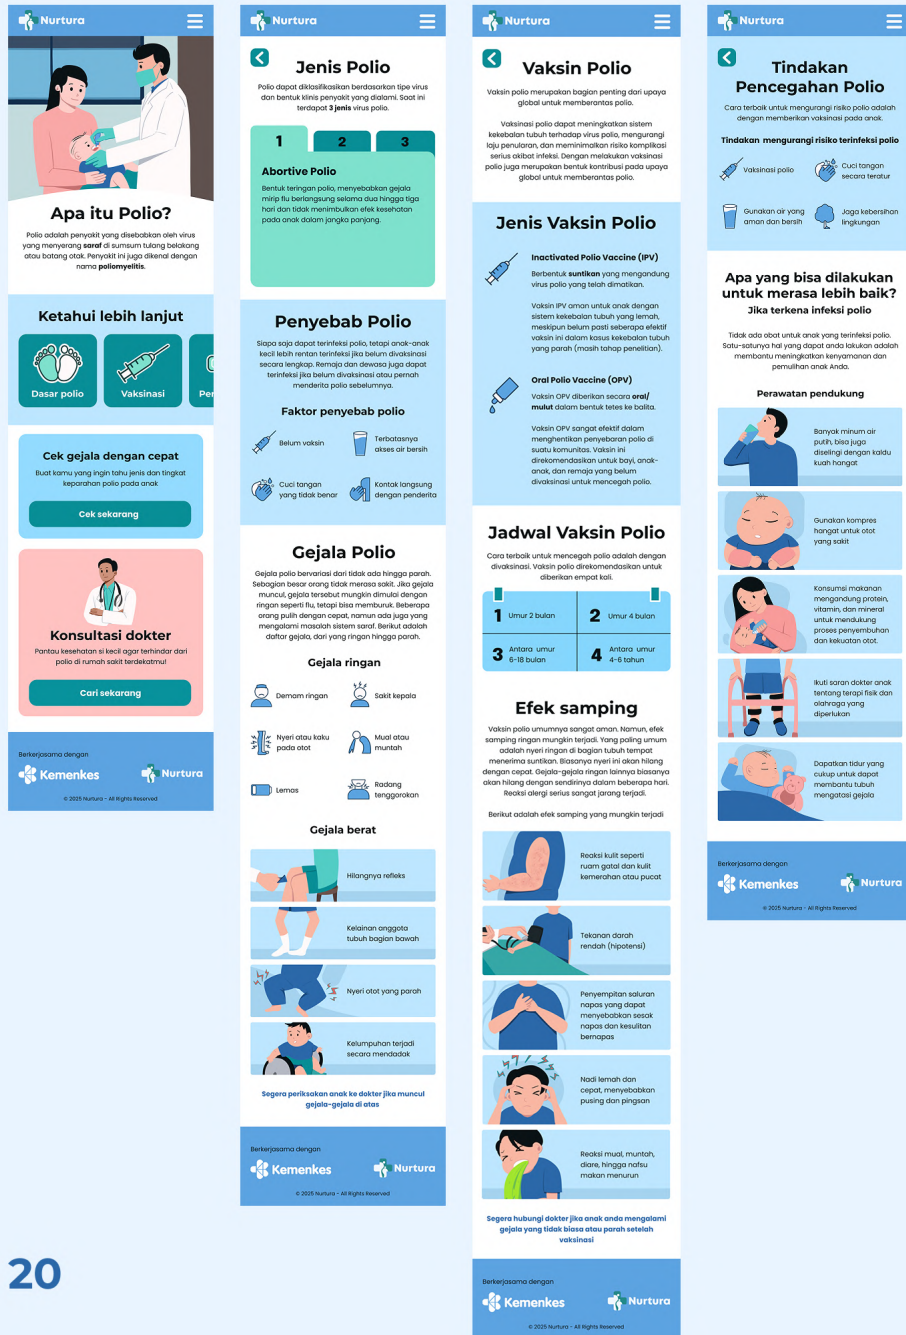 Nurtura
Apa itu Polio?
Polio adalah penyakit yang disebabkan oleh virus
yang menyerang saraf di sumsum tulang belakang
atau batang otak. Penyakit ini juga dikenal dengan
nama poliomyelitis.
Ketahui lebih lanjut
Dasar polio
Vaksinasi
Per
Cek gejala dengan cepat
Buat kamu yang ingin tahu jenis dan tingkat
keparahan polio pada anak
Cek sekarang
Konsultasi dokter
Pantau kesehatan si kecil agar terhindar dari
polio di rumah sakit terdekatmu!
Cari sekarang
Berkerjasama dengan
Kemenkes
Nurtura
© 2025 Nurtura - All Rights Reserved
Nurtura
Jenis Polio
Polio dapat diklasifikasikan berdasarkan tipe virus
dan bentuk klinis penyakit yang dialami. Saat ini
terdapat 3 jenis virus polio.
1
2
3
Abortive Polio
Bentuk teringan polio, menyebabkan gejala
mirip flu berlangsung selama dua hingga tiga
hari dan tidak menimbulkan efek kesehatan
pada anak dalam jangka panjang.
Penyebab Polio
Siapa saja dapat terinfeksi polio, tetapi anak-anak
kecil lebih rentan terinfeksi jika belum divaksinasi
secara lengkap. Remaja dan dewasa juga dapat
terinfeksi jika belum divaksinasi atau pernah
menderita polio sebelumnya.
Faktor penyebab polio
Belum vaksin
Terbatasnya
akses air bersih
Cuci tangan
yang tidak benar
Kontak langsung
dengan penderita
Gejala Polio
Gejala polio bervariasi dari tidak ada hingga parah.
Sebagian besar orang tidak merasa sakit. Jika gejala
muncul, gejala tersebut mungkin dimulai dengan
ringan seperti flu, tetapi bisa memburuk. Beberapa
orang pulih dengan cepat, namun ada juga yang
mengalami masalah sistem saraf. Berikut adalah
daftar gejala, dari yang ringan hingga parah.
Gejala ringan
Demam ringan
Sakit kepala
Nyeri atau kaku
pada otot
Mual atau
muntah
Lemas
Radang
tenggorokan
Gejala berat
Hilangnya refleks
Kelainan anggota
tubuh bagian bawah
Nyeri otot yang parah
Kelumpuhan terjadi
secara mendadak
Segera periksakan anak ke dokter jika muncul
gejala-gejala di atas
Berkerjasama dengan
Kemenkes
Nurtura
© 2025 Nurtura - All Rights Reserved
Nurtura
Vaksin Polio
Vaksin polio merupakan bagian penting dari upaya
global untuk memberantas polio.
Vaksinasi polio dapat meningkatkan sistem
kekebalan tubuh terhadap virus polio, mengurangi
laju penularan, dan meminimalkan risiko komplikasi
serius akibat infeksi. Dengan melakukan vaksinasi
polio juga merupakan bentuk kontribusi pada upaya
global untuk memberantas polio.
Jenis Vaksin Polio
Inactivated Polio Vaccine (IPV)
Berbentuk suntikan yang mengandung
virus polio yang telah dimatikan.
Vaksin IPV aman untuk anak dengan
sistem kekebalan tubuh yang lemah,
meskipun belum pasti seberapa efektif
vaksin ini dalam kasus kekebalan tubuh
yang parah (masih tahap penelitian).
Oral Polio Vaccine (OPV)
Vaksin OPV diberikan secara oral/
mulut dalam bentuk tetes ke balita.
Vaksin OPV sangat efektif dalam
menghentikan penyebaran polio di
suatu komunitas. Vaksin ini
direkomendasikan untuk bayi, anak-
anak, dan remaja yang belum
divaksinasi untuk mencegah polio.
Jadwal Vaksin Polio
Cara terbaik untuk mencegah polio adalah dengan
divaksinasi. Vaksin polio direkomendasikan untuk
diberikan empat kali.
1 Umur 2 bulan
2 Umur 4 bulan
3 Antara umur
6-18 bulan
4 Antara umur
4-6 tahun
Efek samping
Vaksin polio umumnya sangat aman. Namun, efek
samping ringan mungkin terjadi. Yang paling umum
adalah nyeri ringan di bagian tubuh tempat
menerima suntikan. Biasanya nyeri ini akan hilang
dengan cepat. Gejala-gejala ringan lainnya biasanya
akan hilang dengan sendirinya dalam beberapa hari.
Reaksi alergi serius sangat jarang terjadi.
Berikut adalah efek samping yang mungkin terjadi
Reaksi kulit seperti
ruam gatal dan kulit
kemerahan atau pucat
Tekanan darah
rendah (hipotensi)
Penyempitan saluran
napas yang dapat
menyebabkan sesak
napas dan kesulitan
bernapas
Nadi lemah dan
cepat, menyebabkan
pusing dan pingsan
Reaksi mual, muntah,
diare, hingga nafsu
makan menurun
Segera hubungi dokter jika anak anda mengalami
gejala yang tidak biasa atau parah setelah
vaksinasi
Berkerjasama dengan
Kemenkes
Nurtura
© 2025 Nurtura - All Rights Reserved
Nurtura
Tindakan
Pencegahan Polio
Cara terbaik untuk mengurangi risiko polio adalah
dengan memberikan vaksinasi pada anak.
Tindakan mengurangi risiko terinfeksi polio
Vaksinasi polio
Cuci tangan
secara teratur
Gunakan air yang
aman dan bersih
Jaga kebersihan
lingkungan
Apa yang bisa dilakukan
untuk merasa lebih baik?
Jika terkena infeksi polio
Tidak ada obat untuk anak yang terinfeksi polio.
Satu-satunya hal yang dapat anda lakukan adalah
membantu meningkatkan kenyamanan dan
pemulihan anak Anda.
Perawatan pendukung
Banyak minum air
putih, bisa juga
diselingi dengan kaldu
kuah hangat
Gunakan kompres
hangat untuk otot
yang sakit
Konsumsi makanan
mengandung protein,
vitamin, dan mineral
untuk mendukung
proses penyembuhan
dan kekuatan otot.
Ikuti saran dokter anak
tentang terapi fisik dan
olahraga yang
diperlukan
Dapatkan tidur yang
cukup untuk dapat
membantu tubuh
mengatasi gejala
Berkerjasama dengan
Kemenkes
Nurtura
© 2025 Nurtura - All Rights Reserved
20